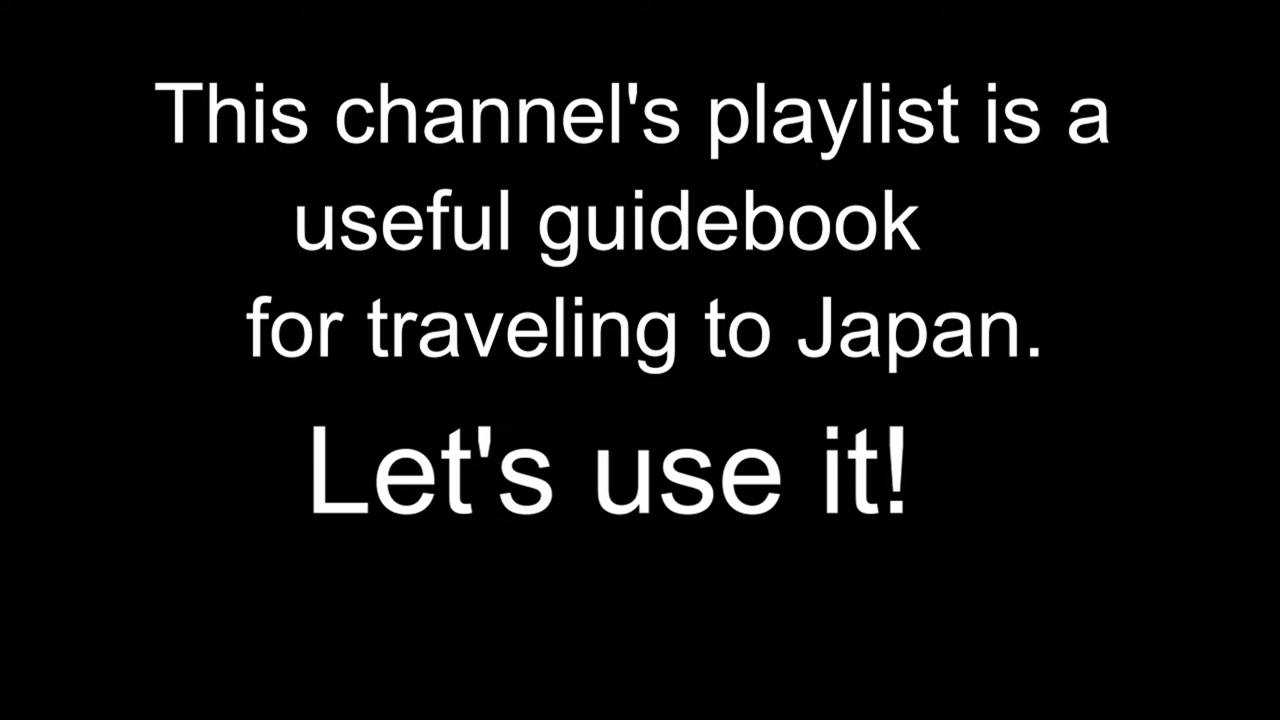 This channel's playlist is a
useful guidebook
for traveling to Japan.
Let's use it!